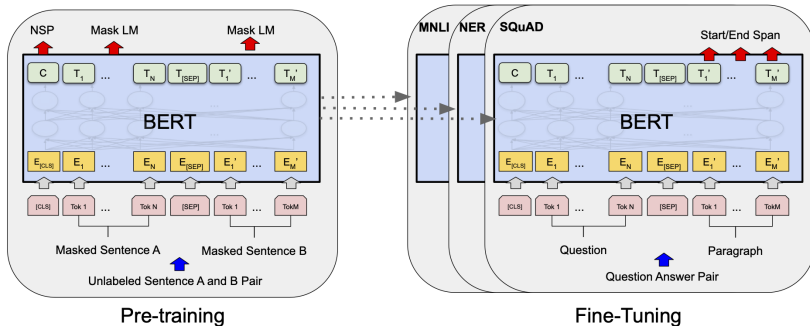 NSP Mask LM Mask LM
C T1 ... TN T[SEP] T1' ... TM'
BERT
E[CLS] E1 ... EN E[SEP] E1' ... EM'
[CLS] Tok 1 ... Tok N [SEP] Tok 1 ... TokM
Masked Sentence A Masked Sentence B
Unlabeled Sentence A and B Pair
Pre-training
MNLI NER SQuAD
Start/End Span
C T1 ... TN T[SEP] T1' ... TM'
BERT
E[CLS] E1 ... EN E[SEP] E1' ... EM'
[CLS] Tok 1 ... Tok N [SEP] Tok 1 ... TokM
Question Paragraph
Question Answer Pair
Fine-Tuning